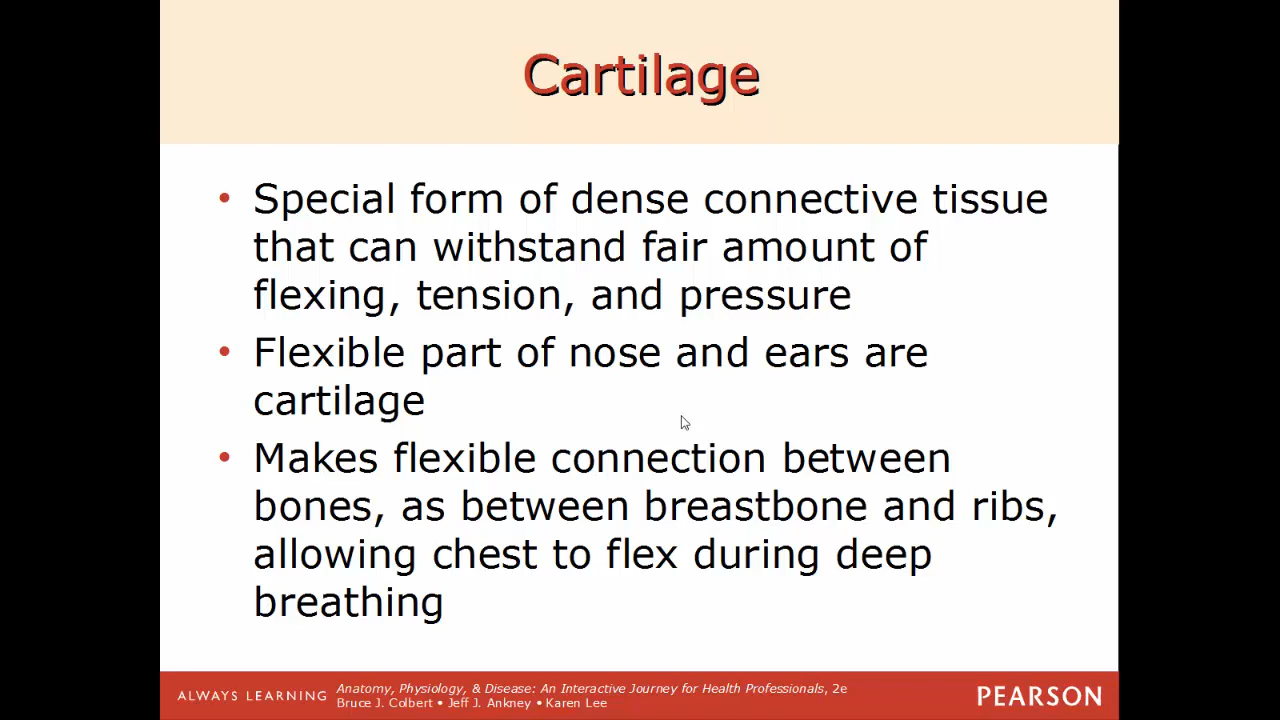 Cartilage
• Special form of dense connective tissue
that can withstand fair amount of
flexing, tension, and pressure
• Flexible part of nose and ears are
cartilage
• Makes flexible connection between
bones, as between breastbone and ribs,
allowing chest to flex during deep
breathing
ALWAYS LEARNING
Anatomy, Physiology, & Disease: An Interactive Journey for Health Professionals, 2e
Bruce J. Colbert • Jeff J. Ankney • Karen Lee
PEARSON